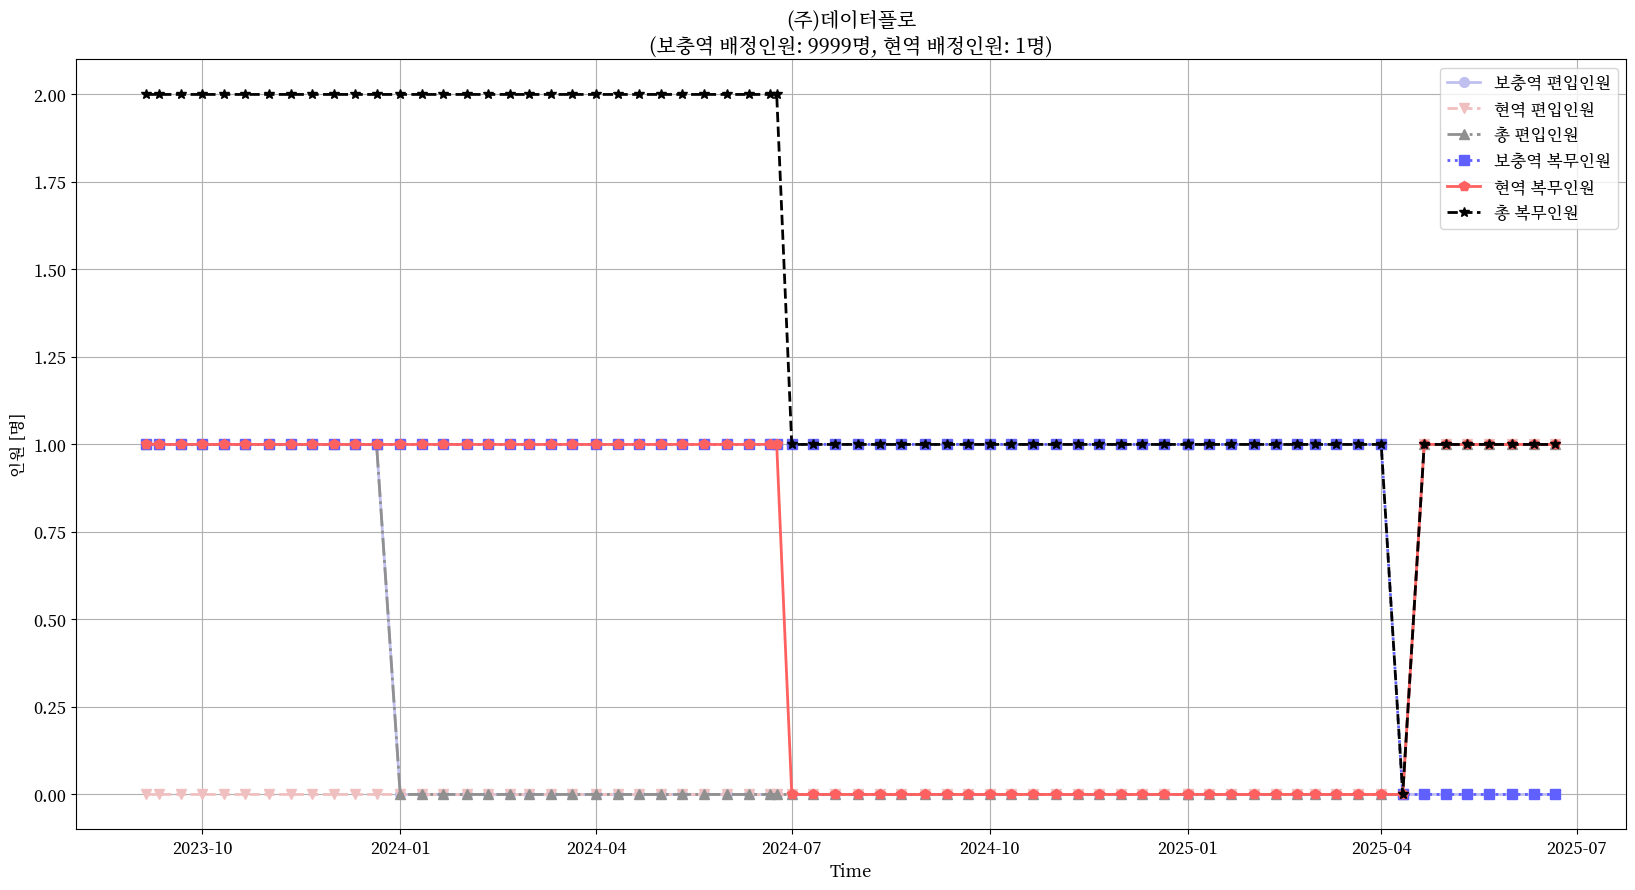 (주)데이터플로
(보충역 배정인원: 9999명, 현역 배정인원: 1명)
보충역 편입인원
현역 편입인원
총 편입인원
보충역 복무인원
현역 복무인원
총 복무인원
2.00
1.75
1.50
1.25
1.00
0.75
0.50
0.25
0.00
인원 [명]
2023-10
2024-01
2024-04
2024-07
2024-10
2025-01
2025-04
2025-07
Time